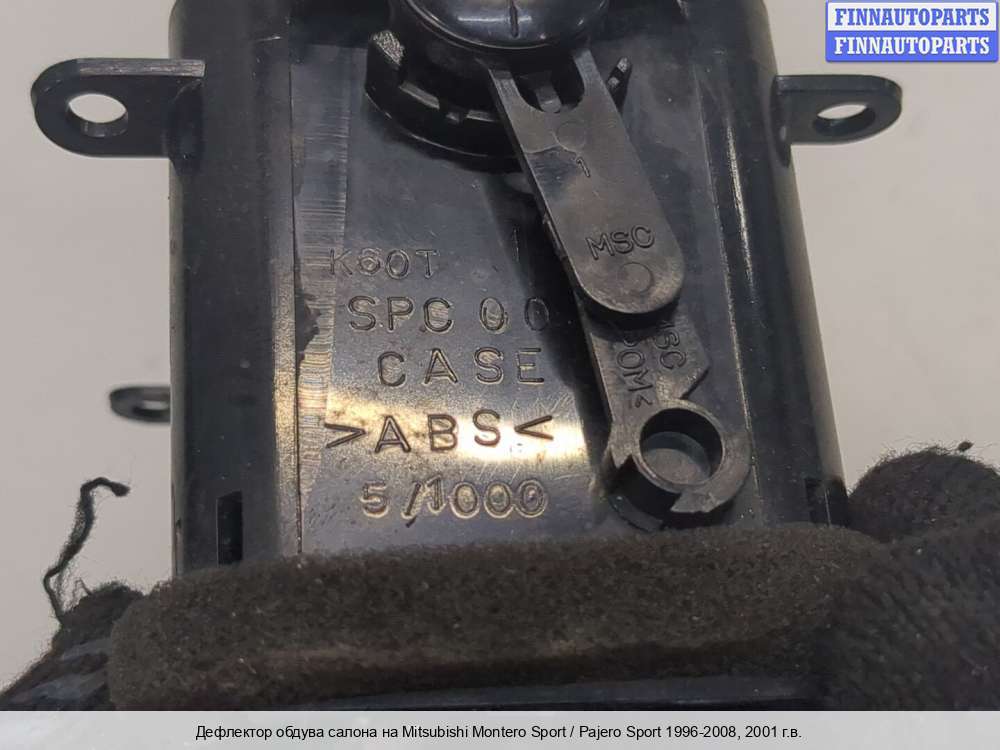 FINNAUTOPARTS
FINNAUTOPARTS
1
MSC
K60T
SPC 00
MSC
CASE
>ABS<
5/1000
Дефлектор обдува салона на Mitsubishi Montero Sport / Pajero Sport 1996-2008, 2001 г.в.